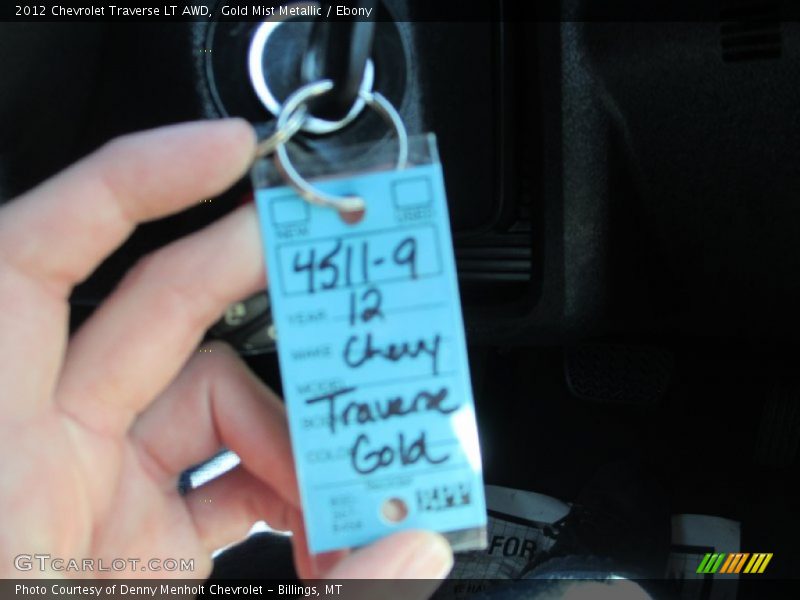 2012 Chevrolet Traverse LT AWD, Gold Mist Metallic / Ebony
NEW USED
4511-9
YEAR 12
MAKE Chevy
MODEL
BODY Traverse
COLOR Gold
FOR
GTCARLOT.COM
Photo Courtesy of Denny Menholt Chevrolet - Billings, MT